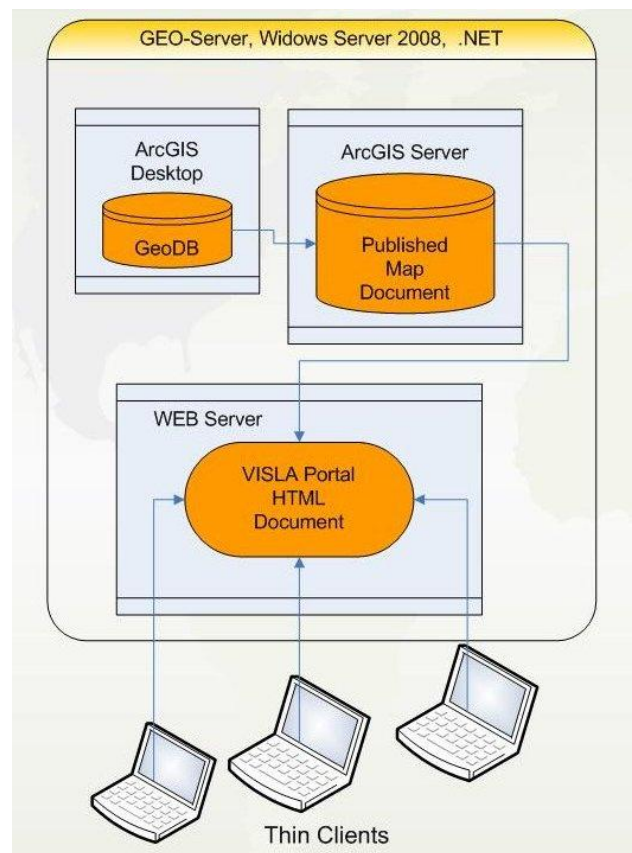 GEO-Server, Widows Server 2008,  .NET
ArcGIS
Desktop
GeoDB
ArcGIS Server
Published
Map
Document
WEB Server
VISLA Portal
HTML
Document
Thin Clients